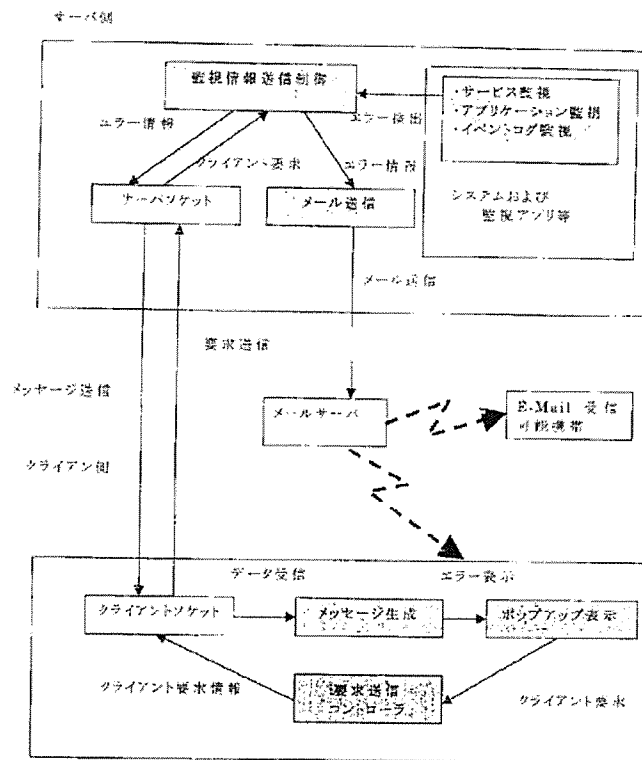 サーバ側
監視情報送信制御
・サービス監視
・アプリケーション監視
・イベントログ監視
エラー情報
エラー検出
クライアント要求
エラー情報
サーバソケット
メール送信
システムおよび
監視アプリ等
メール送信
要求送信
メッセージ送信
メールサーバ
E-Mail 受信
可能携帯
クライアン側
データ受信
エラー表示
クライアントソケット
メッセージ生成
ポップアップ表示
クライアント要求情報
要求送信
コントローラ
クライアント要求